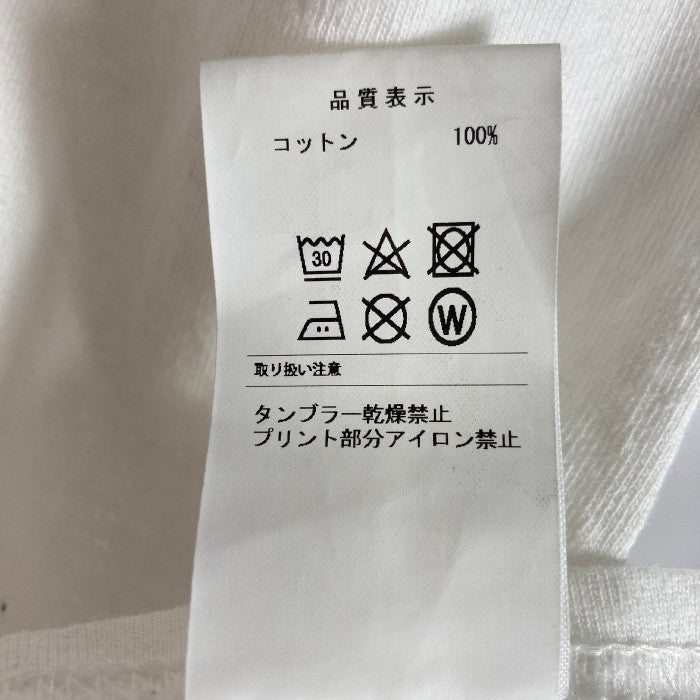 品質表示
コットン 100%
30
W
取り扱い注意
タンブラー乾燥禁止
プリント部分アイロン禁止